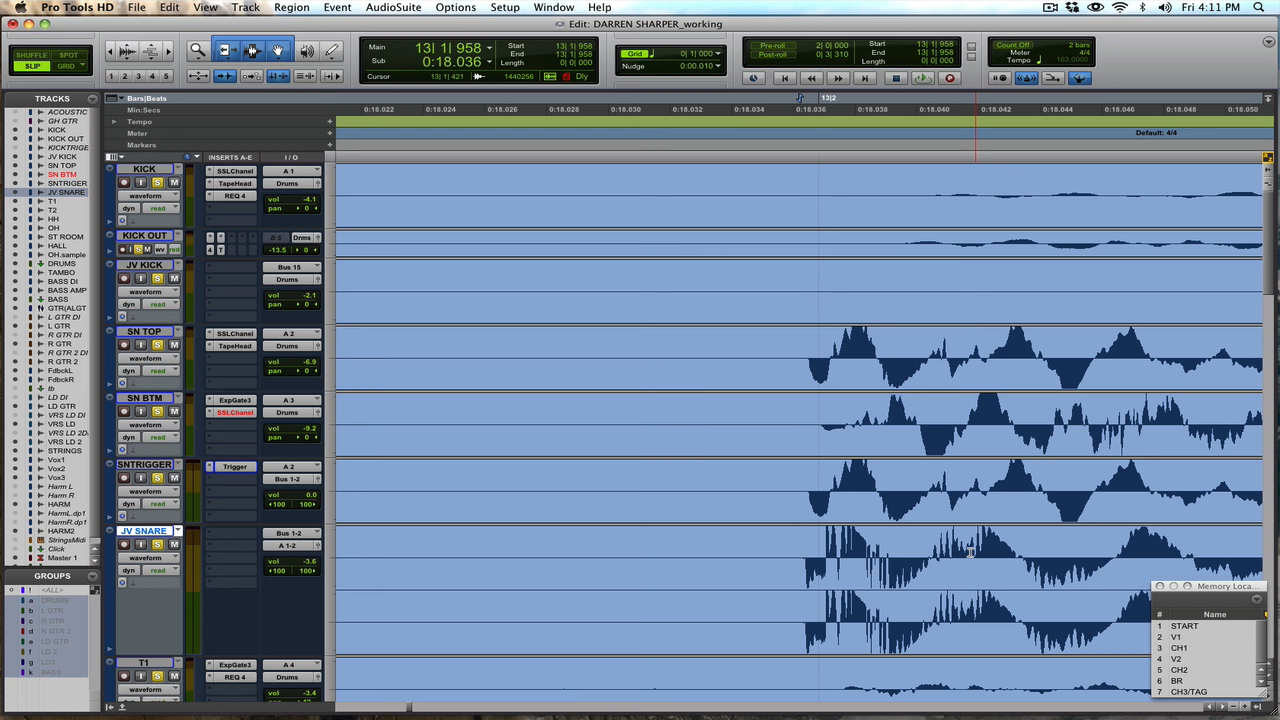 Pro Tools HD File Edit View Track Region Event AudioSuite Options Setup Window Help Fri 4:11 PM
Edit: DARREN SHARPER_working
SHUFFLE SPOT
SLIP GRID
1 2 3 4 5
Main 13| 1| 958
Sub 0:18.036
Cursor 13| 1| 421 1440256 Dly
Start 13| 1| 958
End 13| 1| 958
Length 0| 0| 000
Grid 0| 1| 000
Nudge 0:00.010
Pre-roll 2| 0| 000
Post-roll 0| 3| 310
Start 13| 1| 958
End 13| 1| 958
Length 0| 0| 000
Count Off 2 bars
Meter 4/4
Tempo 163.0000
TRACKS
ACOUSTIC
GH GTR
KICK
KICK OUT
KICKTRIGE
JV KICK
SN TOP
SN BTM
SNTRIGER
JV SNARE
T1
T2
HH
OH
ST ROOM
HALL
OH.sample
DRUMS
TAMBO
BASS DI
BASS AMP
BASS
GTR(ALGT
L GTR DI
L GTR
R GTR DI
R GTR
R GTR 2 DI
R GTR 2
FdbckL
FdbckR
tb
LD DI
LD GTR
VRS LD DI
VRS LD
VRS LD 2D
VRS LD 2
STRINGS
Vox1
Vox2
Vox3
Harm L
Harm R
HARM
HarmL.dp1
HarmR.dp1
HARM2
StringsMidi
Click
Master 1
GROUPS
! <ALL>
a DRUMS
b L GTR
c R GTR
d R GTR 2
e LD GTR
f LD 2
g LD3
k BASS
Bars|Beats 13|2
Min:Secs 0:18.022 0:18.024 0:18.026 0:18.028 0:18.030 0:18.032 0:18.034 0:18.036 0:18.038 0:18.040 0:18.042 0:18.044 0:18.046 0:18.048 0:18.050
Tempo
Meter Default: 4/4
Markers
INSERTS A-E I / O
KICK SSLChanel A 1
I S M TapeHead Drums
waveform REQ 4 vol -4.1
dyn read pan 0
KICK OUT Drms
I S M wv red 4 T -13.5 0
JV KICK Bus 15
I S M Drums
waveform vol -2.1
dyn read pan 0
SN TOP SSLChanel A 2
I S M TapeHead Drums
waveform vol -6.9
dyn read pan 0
SN BTM ExpGate3 A 3
I S M SSLChanel Drums
waveform vol -9.2
dyn read pan 0
SNTRIGGER Trigger A 2
I S M Bus 1-2
waveform vol 0.0
dyn read 100 100
JV SNARE Bus 1-2
I S M A 1-2
waveform vol -3.6
dyn read 100 100
T1 ExpGate3 A 4
I S M REQ 4 Drums
waveform vol -3.4
Memory Loca...
# Name
1 START
2 V1
3 CH1
4 V2
5 CH2
6 BR
7 CH3/TAG